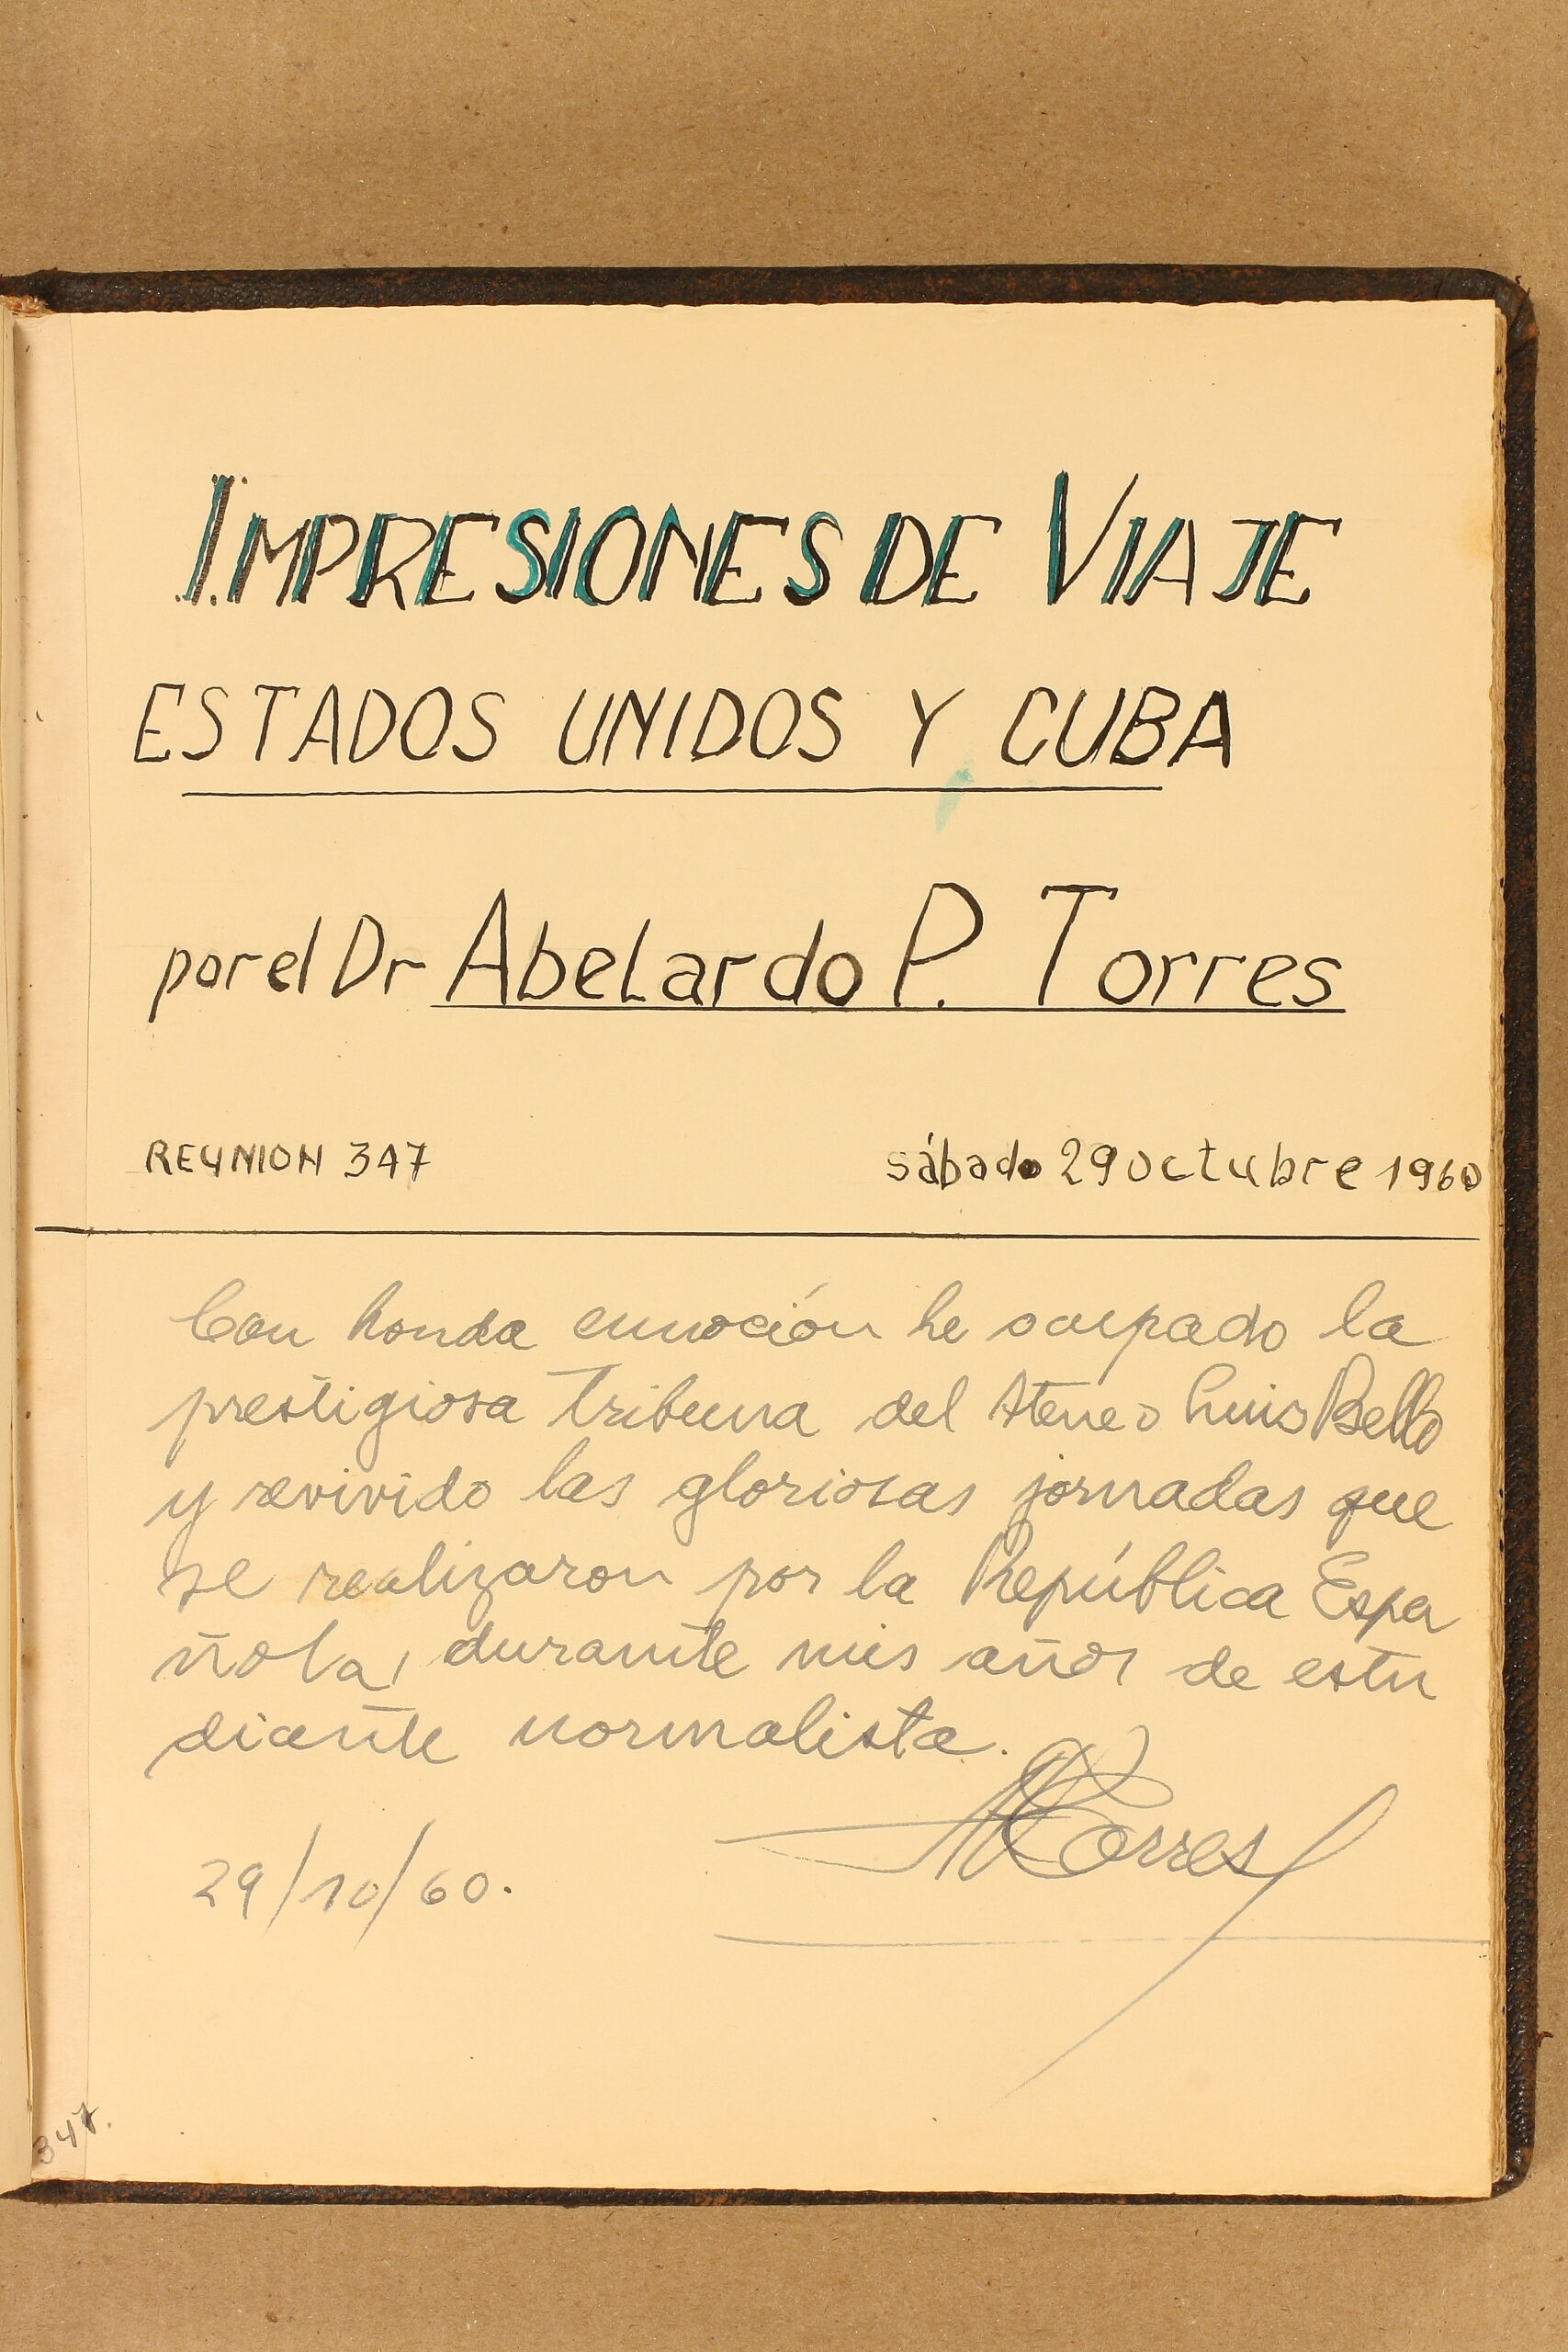 IMPRESIONES DE VIAJE
ESTADOS UNIDOS Y CUBA
por el Dr Abelardo P. Torres
REUNION 347
sábado 29 octubre 1960
Con honda emoción he ocupado la
prestigiosa Tribuna del Ateneo Luis Bello
y revivido las gloriosas jornadas que
se realizaron por la República Espa
ñola, durante mis años de estu
diante normalista.
APTorres
29/10/60.
347.